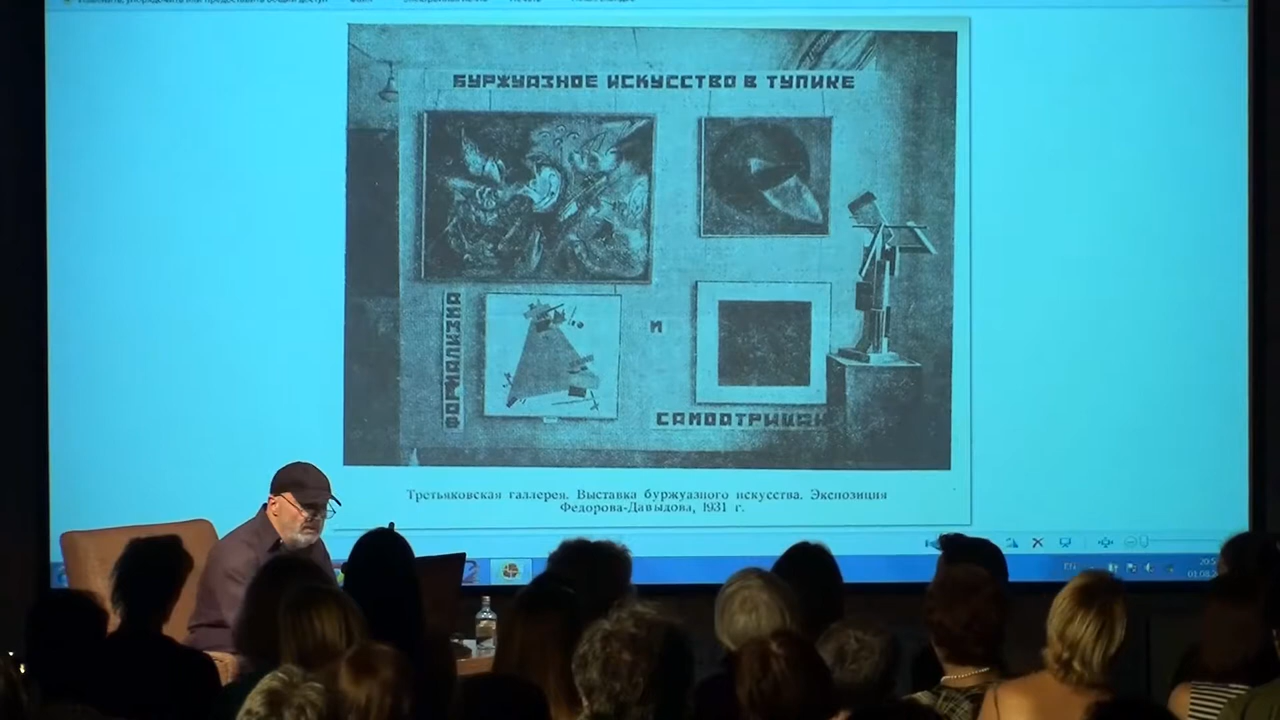 БУРЖУАЗНОЕ ИСКУССТВО В ТУПИКЕ
ФОРМАЛИЗМ
И
САМООТРИЦАН
Третьяковская галлерея. Выставка буржуазного искусства. Экспозиция
Федорова-Давыдова, 1931 г.